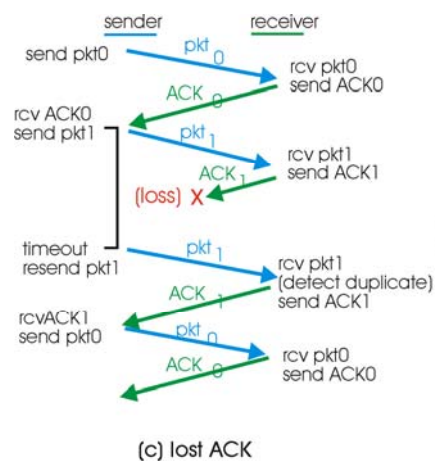 sender receiver
send pkt0
pkt 0
rcv pkt0
send ACK0
ACK 0
rcv ACK0
send pkt1
pkt 1
rcv pkt1
send ACK1
ACK 1
(loss) X
timeout
resend pkt1
pkt 1
rcv pkt1
(detect duplicate)
send ACK1
ACK 1
rcvACK1
send pkt0
pkt 0
rcv pkt0
send ACK0
ACK 0
(c) lost ACK